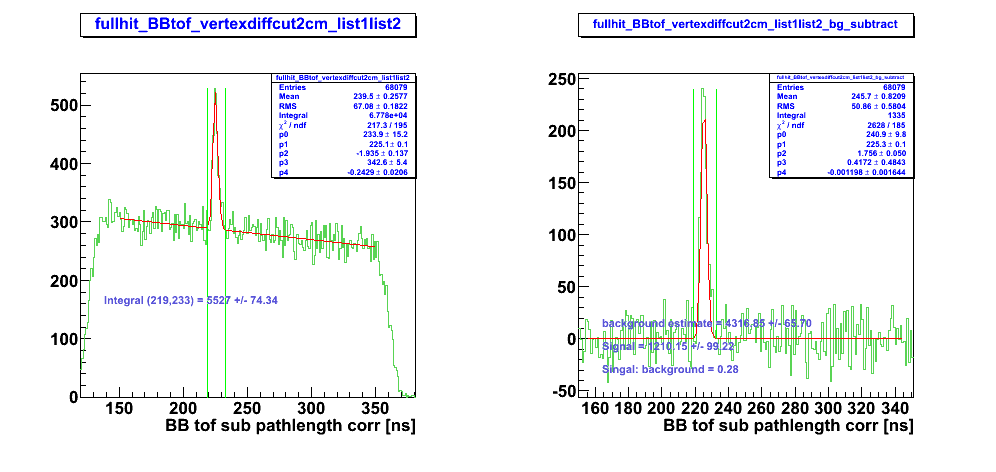 fullhit_BBtof_vertexdiffcut2cm_list1list2
fullhit_BBtof_vertexdiffcut2cm_list1list2
Entries 68079
Mean 239.5 ± 0.2577
RMS 67.08 ± 0.1822
Integral 6.778e+04
χ² / ndf 217.3 / 195
p0 233.9 ± 15.2
p1 225.1 ± 0.1
p2 -1.935 ± 0.137
p3 342.6 ± 5.4
p4 -0.2429 ± 0.0206
500
400
300
200
100
0
Integral (219,233) = 5527 +/- 74.34
150 200 250 300 350
BB tof sub pathlength corr [ns]
fullhit_BBtof_vertexdiffcut2cm_list1list2_bg_subtract
fullhit_BBtof_vertexdiffcut2cm_list1list2_bg_subtract
Entries 68079
Mean 245.7 ± 0.8209
RMS 50.86 ± 0.5804
Integral 1335
χ² / ndf 2628 / 185
p0 240.9 ± 9.8
p1 225.3 ± 0.1
p2 1.756 ± 0.050
p3 0.4172 ± 0.4843
p4 -0.001198 ± 0.001644
250
200
150
100
50
0
-50
background estimate = 4316.85 +/- 65.70
Signal = 1210.15 +/- 99.22
Singal: background = 0.28
160 180 200 220 240 260 280 300 320 340
BB tof sub pathlength corr [ns]